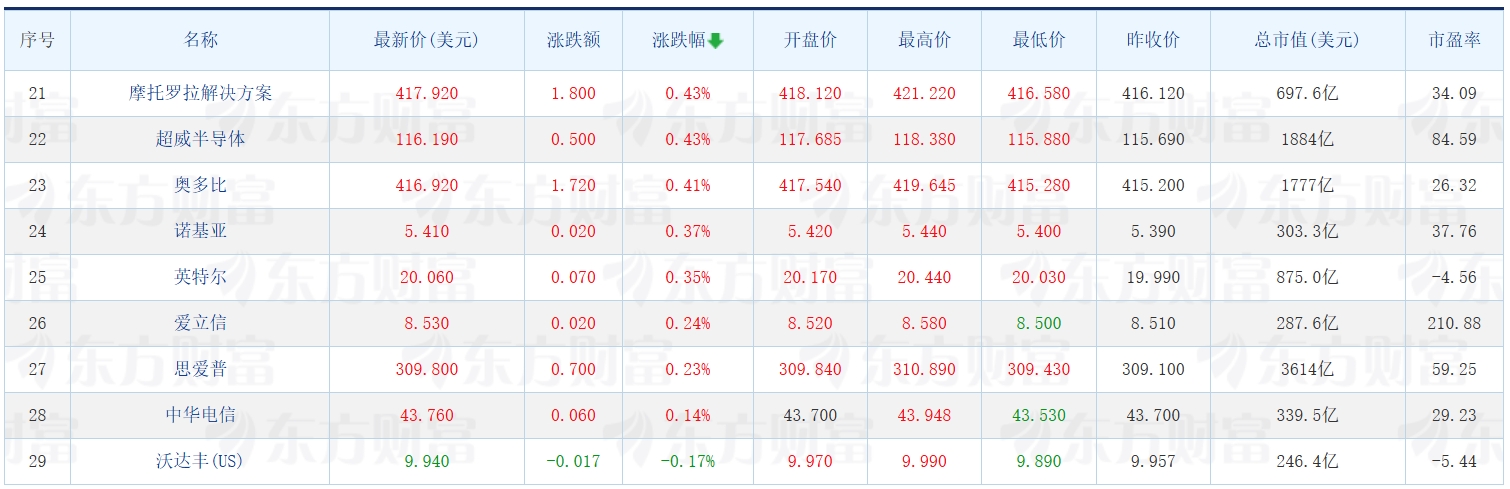 序号 名称 最新价(美元) 涨跌额 涨跌幅 开盘价 最高价 最低价 昨收价 总市值(美元) 市盈率
21 摩托罗拉解决方案 417.920 1.800 0.43% 418.120 421.220 416.580 416.120 697.6亿 34.09
22 超威半导体 116.190 0.500 0.43% 117.685 118.380 115.880 115.690 1884亿 84.59
23 奥多比 416.920 1.720 0.41% 417.540 419.645 415.280 415.200 1777亿 26.32
24 诺基亚 5.410 0.020 0.37% 5.420 5.440 5.400 5.390 303.3亿 37.76
25 英特尔 20.060 0.070 0.35% 20.170 20.440 20.030 19.990 875.0亿 -4.56
26 爱立信 8.530 0.020 0.24% 8.520 8.580 8.500 8.510 287.6亿 210.88
27 思爱普 309.800 0.700 0.23% 309.840 310.890 309.430 309.100 3614亿 59.25
28 中华电信 43.760 0.060 0.14% 43.700 43.948 43.530 43.700 339.5亿 29.23
29 沃达丰(US) 9.940 -0.017 -0.17% 9.970 9.990 9.890 9.957 246.4亿 -5.44
东方财富